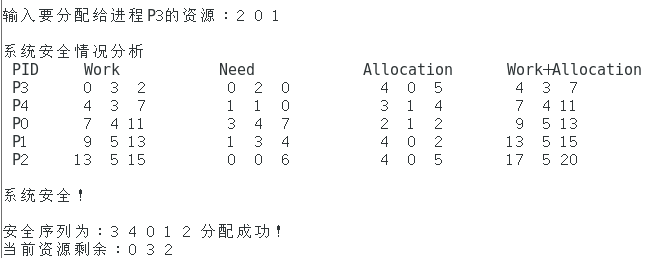 输入要分配给进程P3的资源：2 0 1
系统安全情况分析
PID Work Need Allocation Work+Allocation
P3 0 3 2 0 2 0 4 0 5 4 3 7
P4 4 3 7 1 1 0 3 1 4 7 4 11
P0 7 4 11 3 4 7 2 1 2 9 5 13
P1 9 5 13 1 3 4 4 0 2 13 5 15
P2 13 5 15 0 0 6 4 0 5 17 5 20
系统安全！
安全序列为：3 4 0 1 2 分配成功！
当前资源剩余：0 3 2